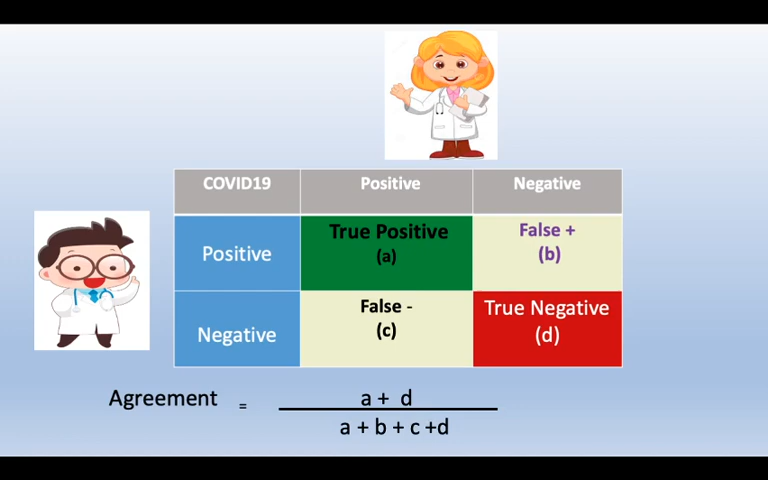 COVID19 Positive Negative
Positive True Positive (a) False + (b)
Negative False - (c) True Negative (d)
Agreement = a + d
a + b + c +d